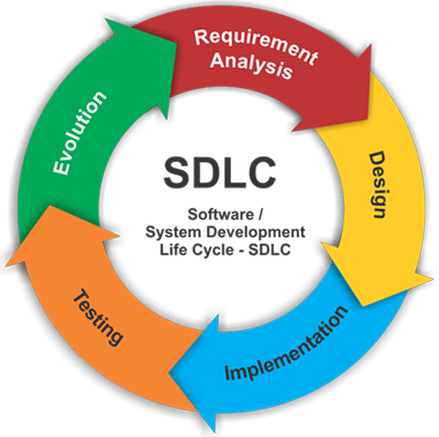 Requirement
Analysis
Design
Implementation
Testing
Evolution
SDLC
Software /
System Development
Life Cycle - SDLC